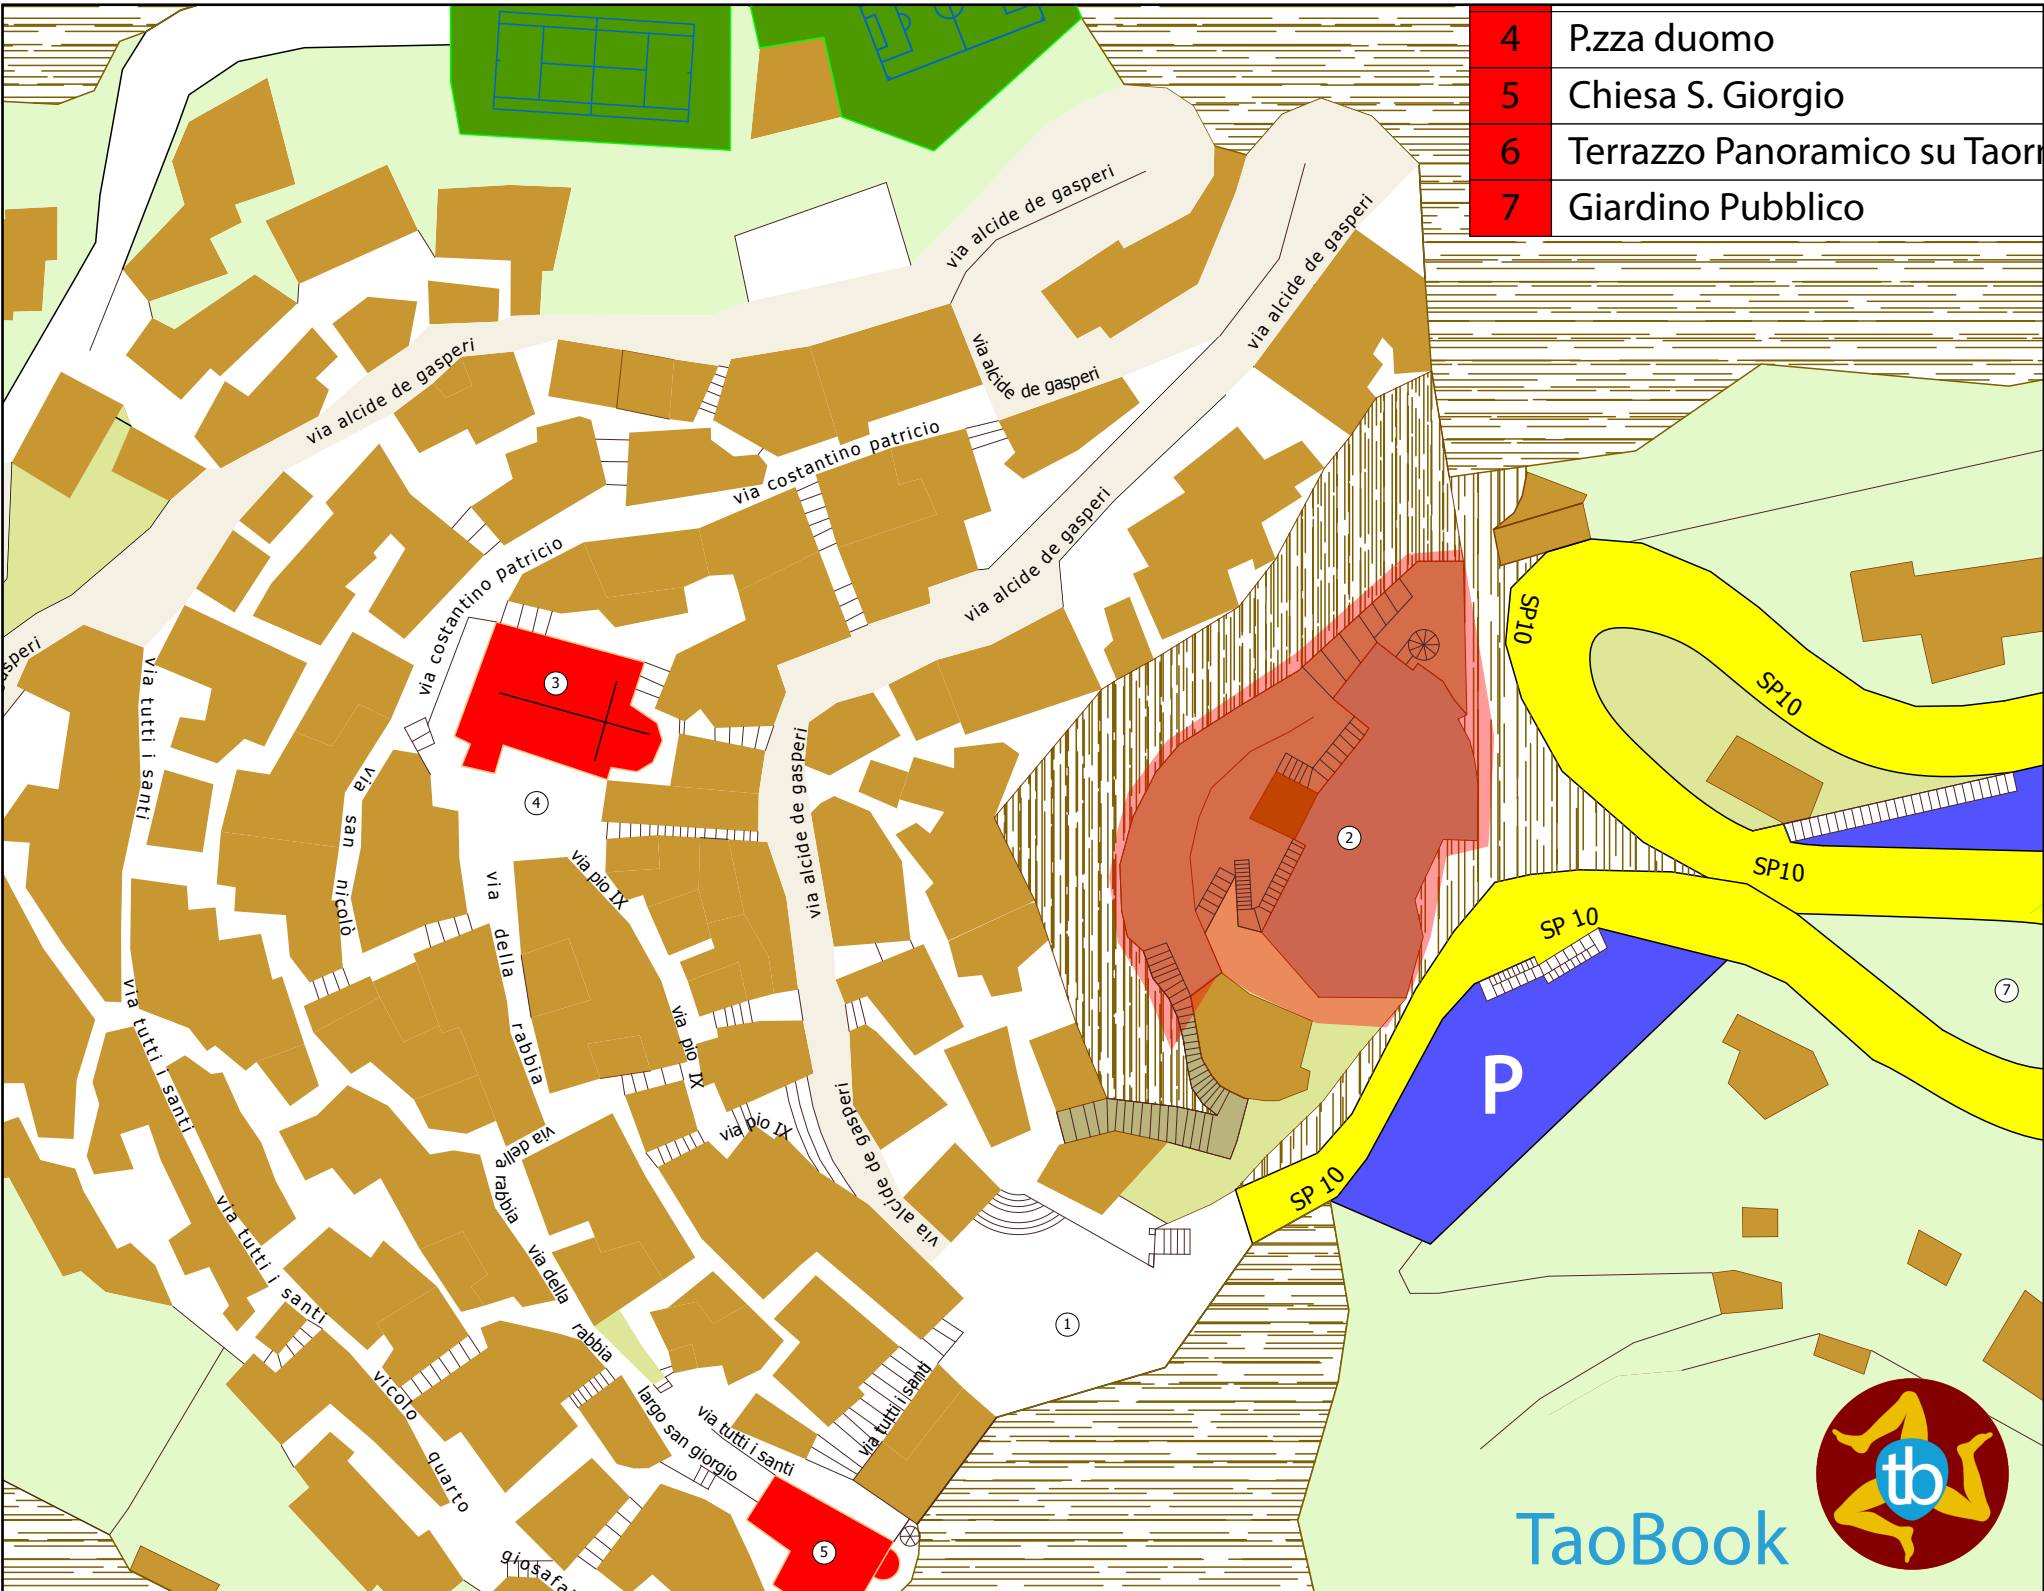 4 P.zza duomo
5 Chiesa S. Giorgio
6 Terrazzo Panoramico su
7 Giardino Pubblico
via alcide de gasperi
via alcide de gasperi
via alcide de gasperi
via alcide de gasperi
via costantino patricio
via costantino patricio
via alcide de gasperi
SP10
SP10
via tutti i santi
3
via san nicolò
4
via alcide de gasperi
2
SP10
via pio IX
via della rabbia
SP 10
7
via tutti i santi
via pio IX
P
via pio IX
via della rabbia
via alcide de gasperi
SP 10
via tutti i santi
via della rabbia
1
vicolo quarto
largo san giorgio
via tutti i santi
via tutti i santi
5
tb
TaoBook